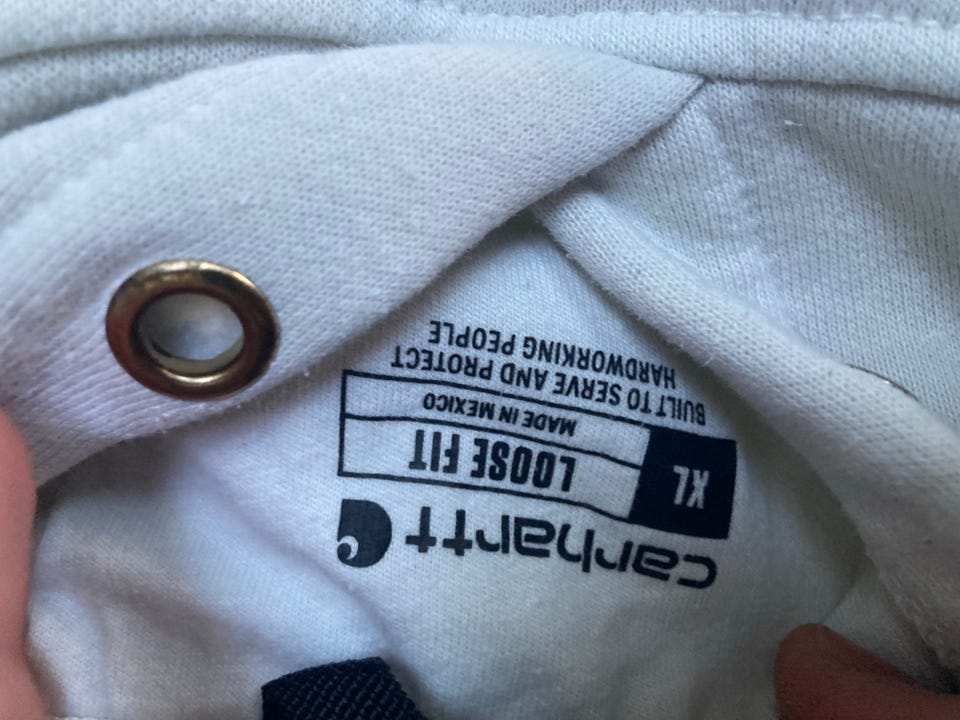 carhartt
XL LOOSE FIT
MADE IN MEXICO
BUILT TO SERVE AND PROTECT
HARDWORKING PEOPLE